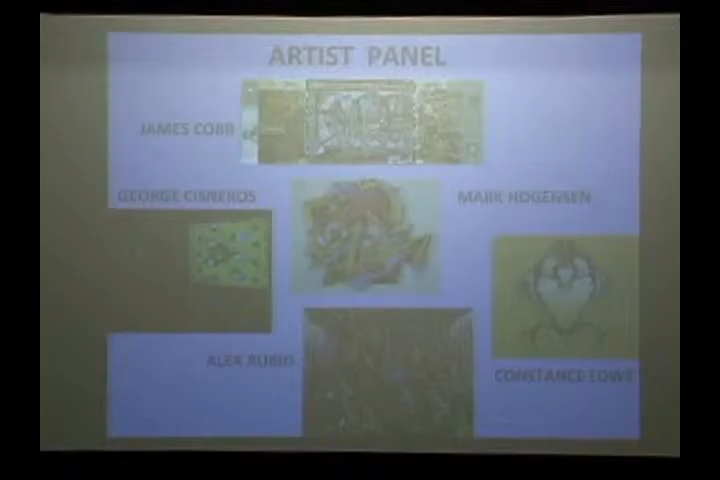 ARTIST PANEL
JAMES COBB
GEORGE CISNEROS
MARK HOGENSEN
ALEX RUBIO
CONSTANCE LOWE